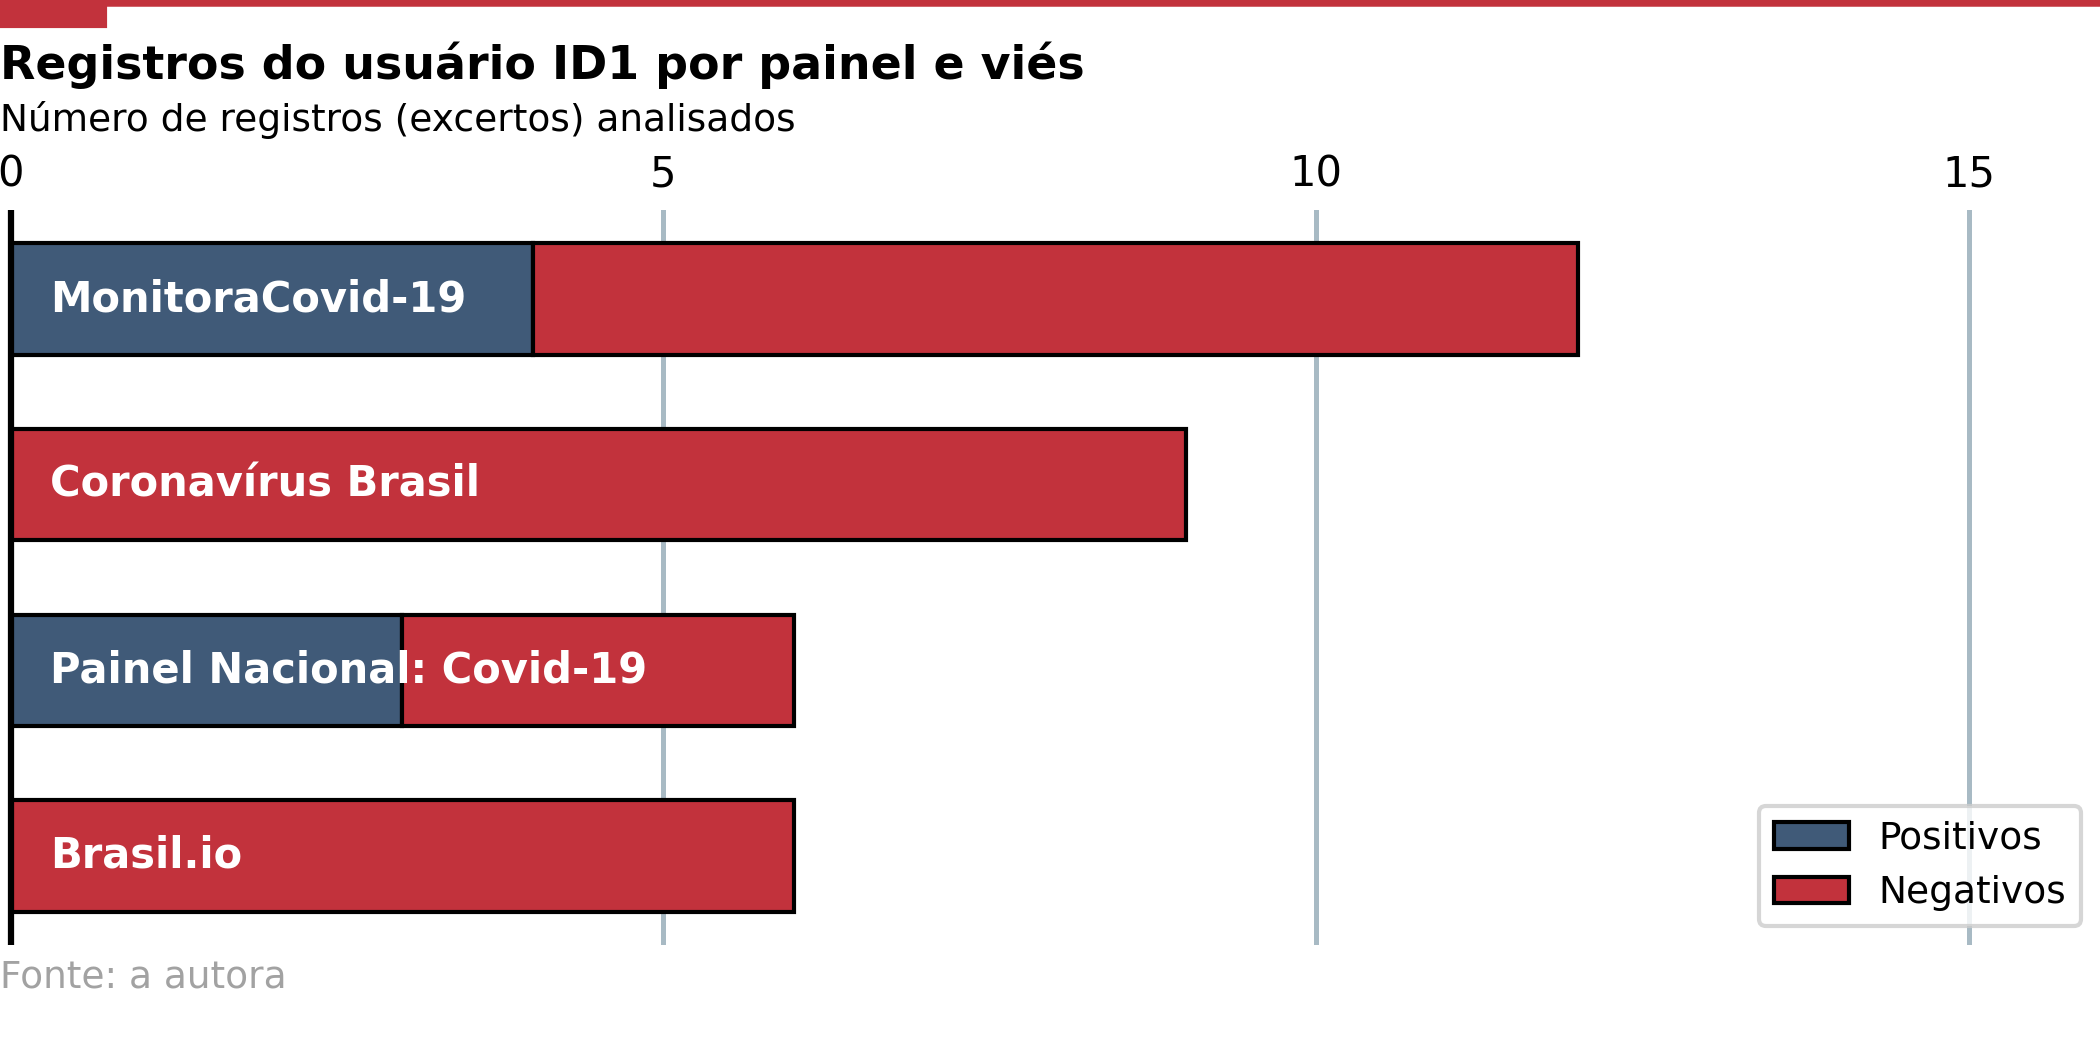 Registros do usuário ID1 por painel e viés
Número de registros (excertos) analisados
0 5 10 15
MonitoraCovid-19
Coronavírus Brasil
Painel Nacional: Covid-19
Brasil.io
Positivos
Negativos
Fonte: a autora